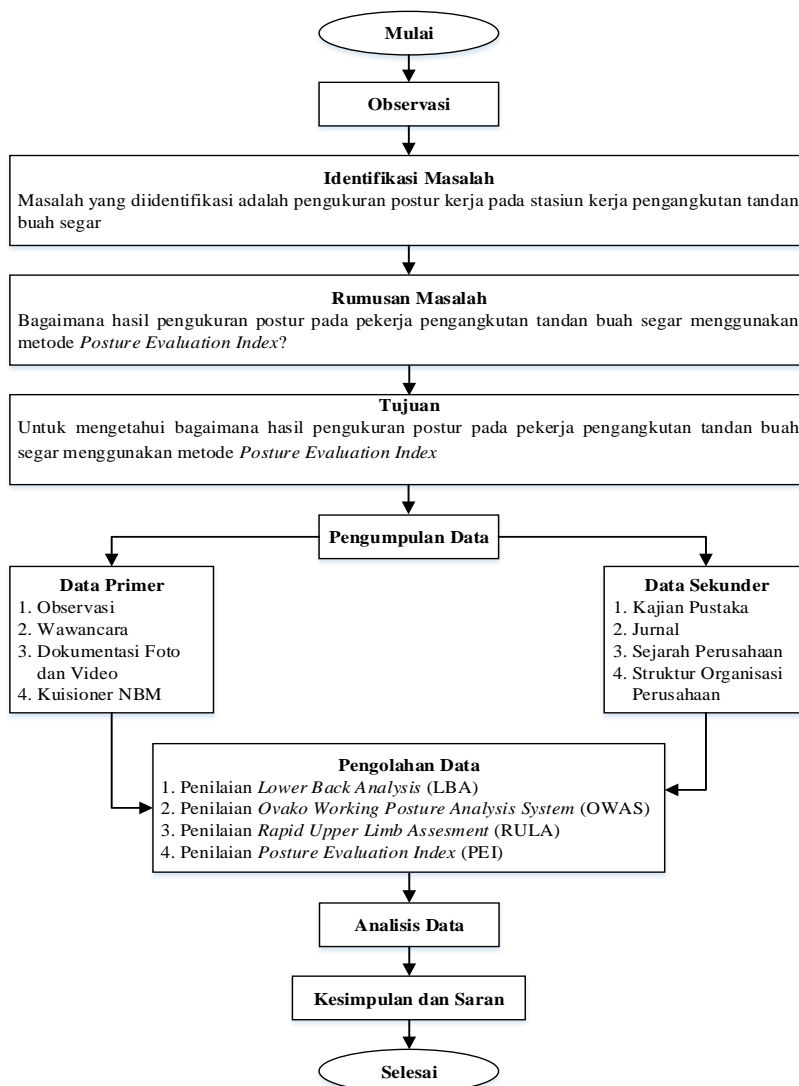 Mulai
Observasi
Identifikasi Masalah
Masalah yang diidentifikasi adalah pengukuran postur kerja pada stasiun kerja pengangkutan tandan
buah segar
Rumusan Masalah
Bagaimana hasil pengukuran postur pada pekerja pengangkutan tandan buah segar menggunakan
metode Posture Evaluation Index?
Tujuan
Untuk mengetahui bagaimana hasil pengukuran postur pada pekerja pengangkutan tandan buah
segar menggunakan metode Posture Evaluation Index
Pengumpulan Data
Data Primer
1. Observasi
2. Wawancara
3. Dokumentasi Foto
dan Video
4. Kuisioner NBM
Data Sekunder
1. Kajian Pustaka
2. Jurnal
3. Sejarah Perusahaan
4. Struktur Organisasi
Perusahaan
Pengolahan Data
1. Penilaian Lower Back Analysis (LBA)
2. Penilaian Ovako Working Posture Analysis System (OWAS)
3. Penilaian Rapid Upper Limb Assesment (RULA)
4. Penilaian Posture Evaluation Index (PEI)
Analisis Data
Kesimpulan dan Saran
Selesai